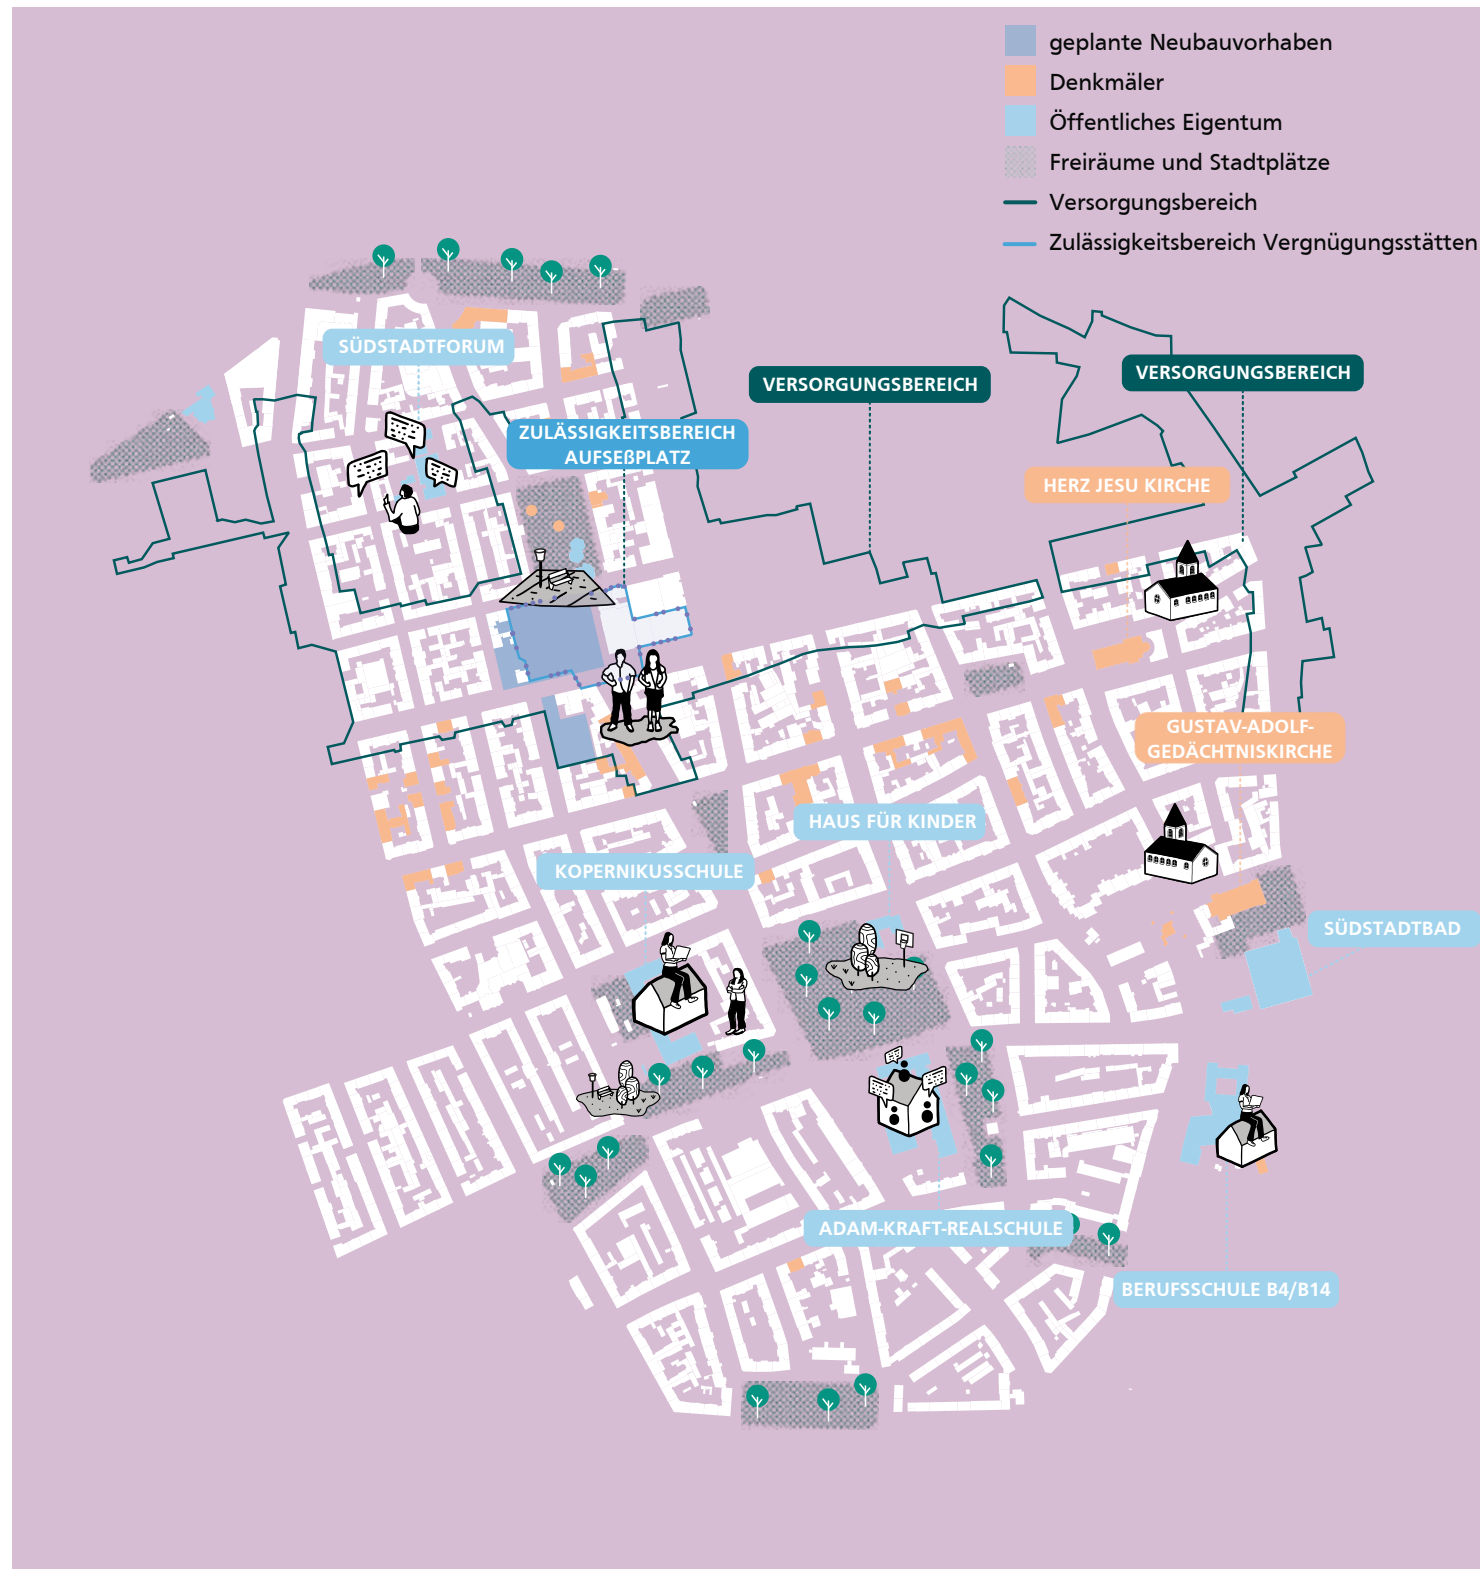 geplante Neubauvorhaben
Denkmäler
Öffentliches Eigentum
Freiräume und Stadtplätze
Versorgungsbereich
Zulässigkeitsbereich Vergnügungsstätten
SÜDSTADTFORUM
VERSORGUNGSBEREICH
VERSORGUNGSBEREICH
ZULÄSSIGKEITSBEREICH
AUFSEßPLATZ
HERZ JESU KIRCHE
GUSTAV-ADOLF-
GEDÄCHTNISKIRCHE
HAUS FÜR KINDER
KOPERNIKUSSCHULE
SÜDSTADTBAD
ADAM-KRAFT-REALSCHULE
BERUFSSCHULE B4/B14